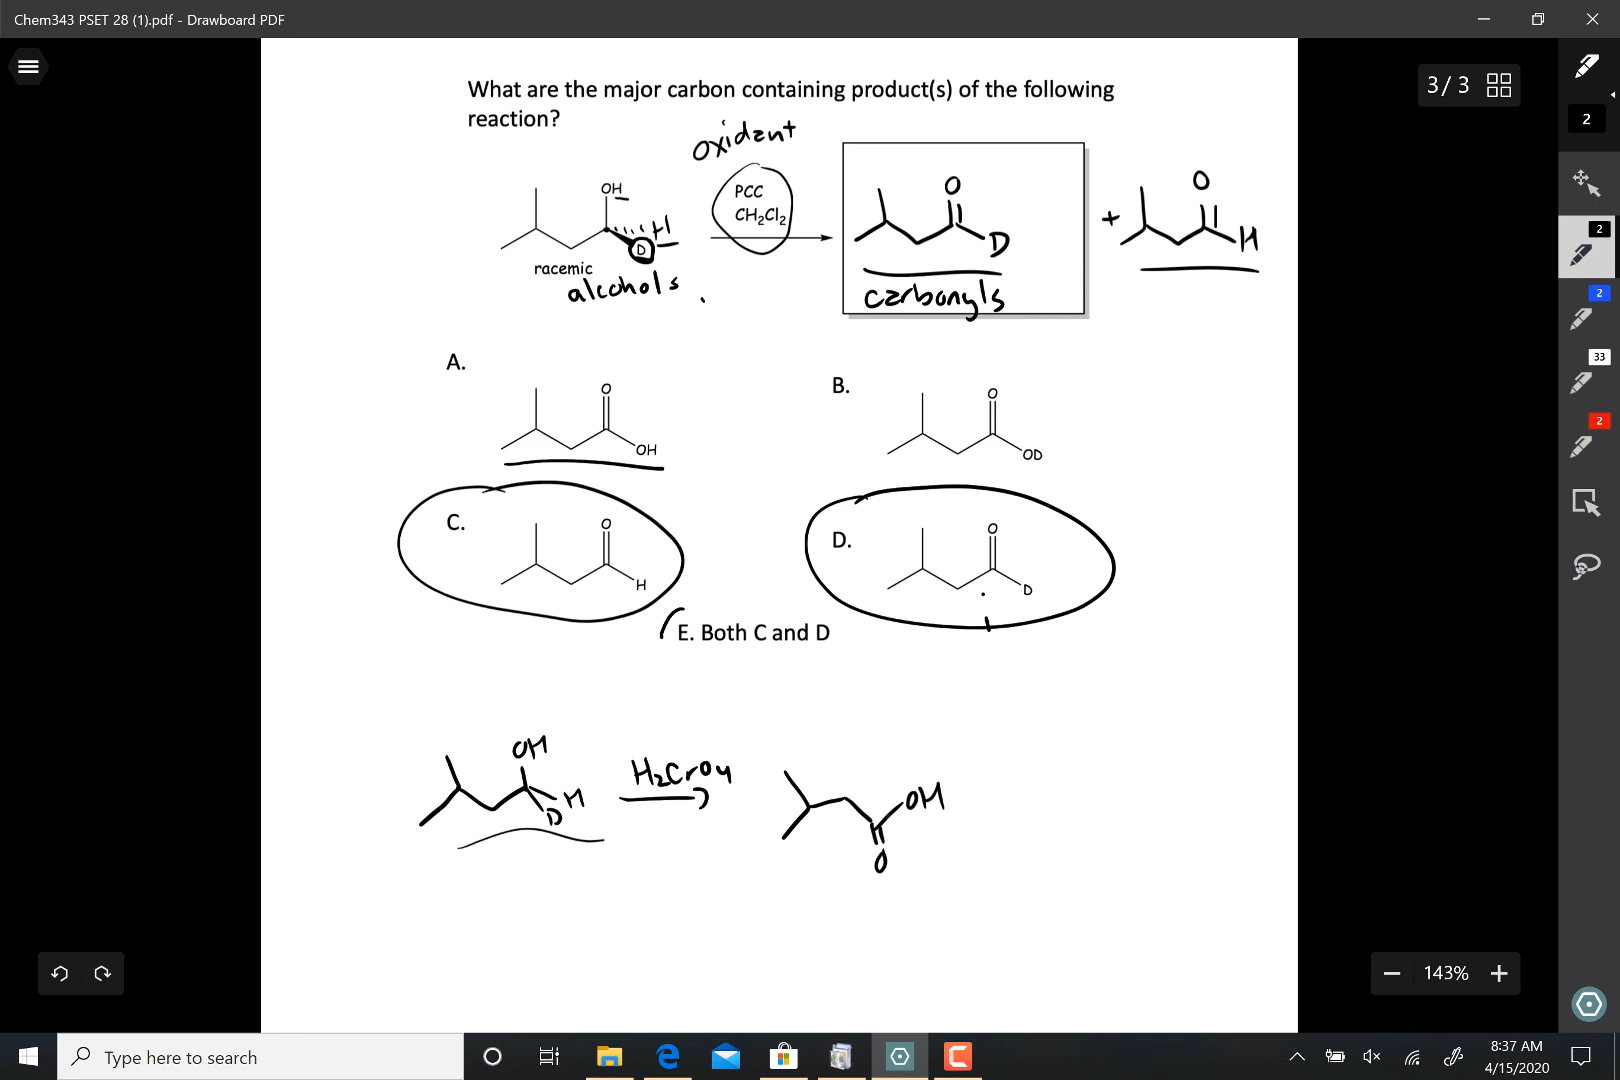 Chem343 PSET 28 (1).pdf - Drawboard PDF
3 / 3
2
2
2
33
2
What are the major carbon containing product(s) of the following
reaction?
oxidant
OH
H
D
racemic
alcohols
PCC
CH₂Cl₂
O
D
carbonyls
+
O
H
A.
O
OH
B.
O
OD
C.
O
H
D.
O
D
E. Both C and D
OH
H
D
H₂CrO4
OH
O
143%
Type here to search
8:37 AM
4/15/2020